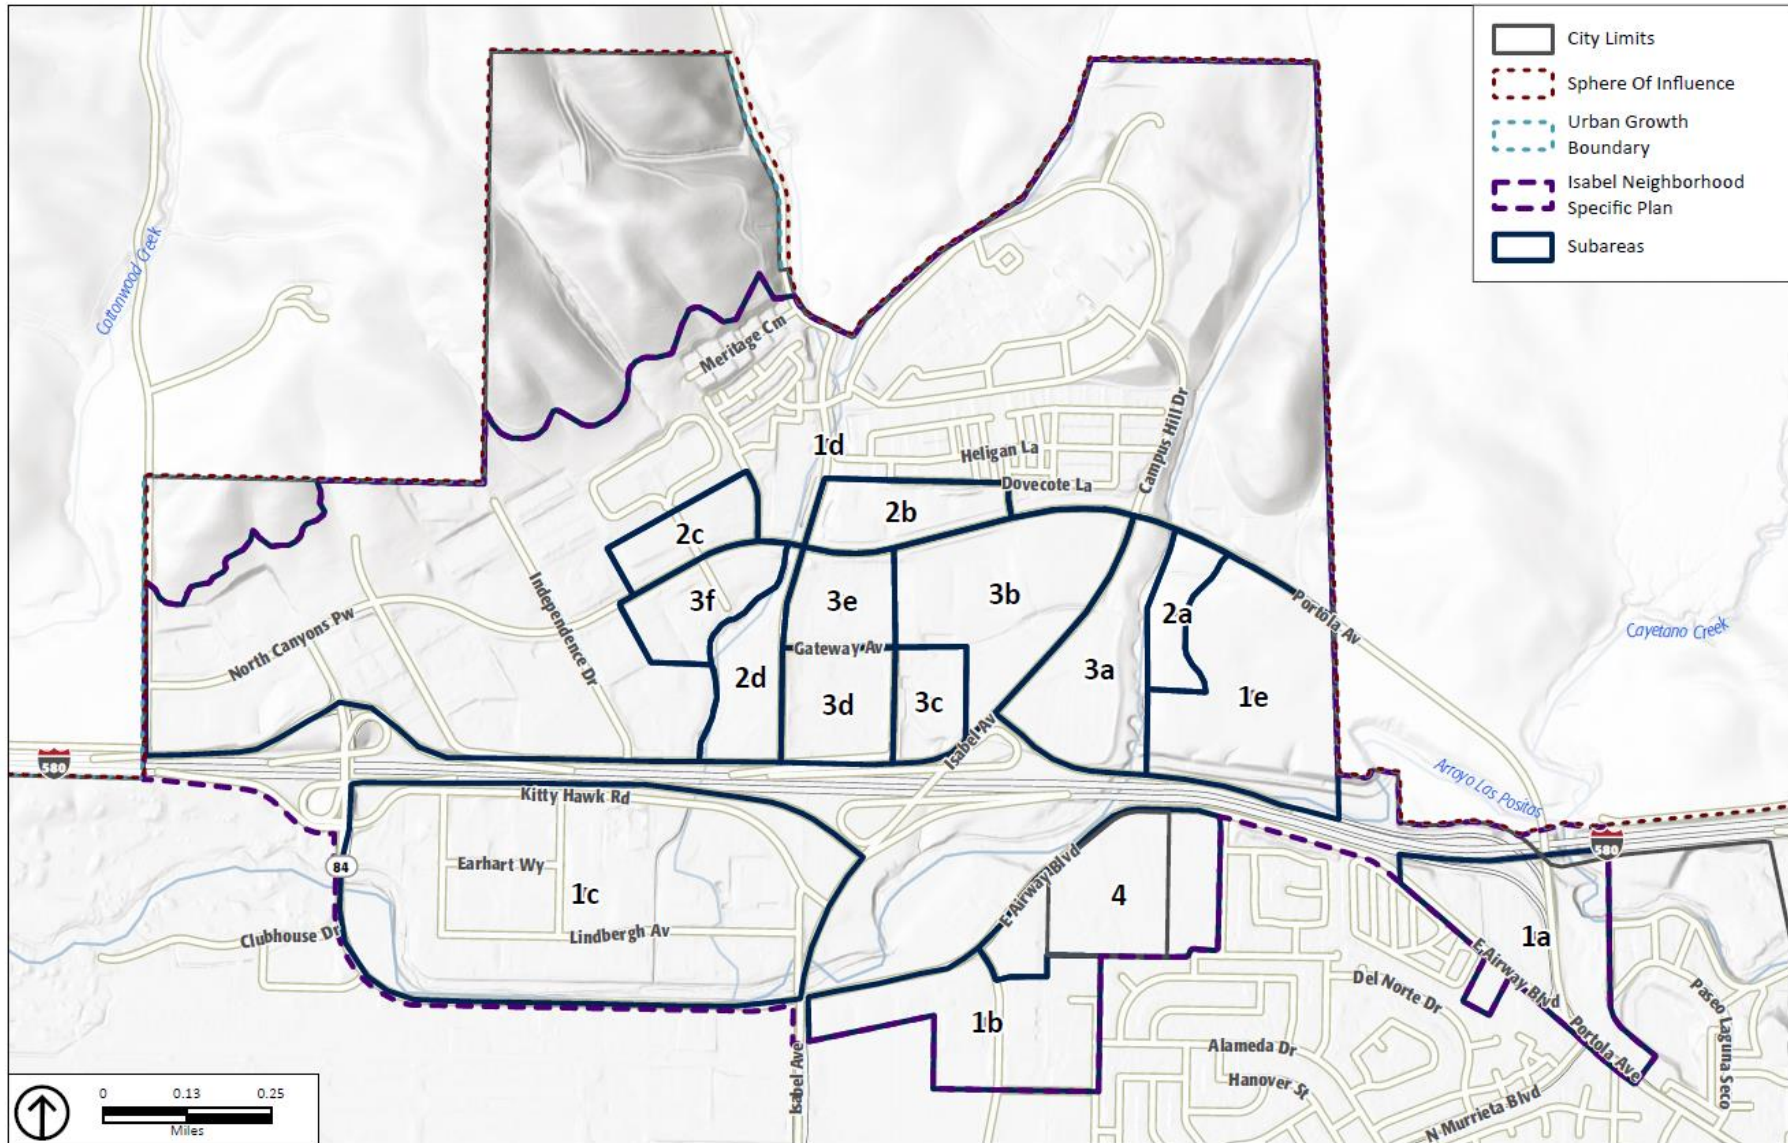 City Limits
Sphere Of Influence
Urban Growth
Boundary
Isabel Neighborhood
Specific Plan
Subareas
Cottonwood Creek
Meritage Cm
1d
Heligan La
Campus Hill Dr
Dovecote La
2b
2c
Independence Dr
3f
3e
3b
2a
Portola Av
Cayetano Creek
North Canyons Pw
Gateway Av
2d
3d
3c
3a
1e
Isabel Av
580
Kitty Hawk Rd
Arroyo Las Positas
580
84
Earhart Wy
1c
E Airway Blvd
4
Clubhouse Dr
Lindbergh Av
1a
E Airway Blvd
Del Norte Dr
Paseo Laguna Seco
1b
Portola Ave
Alameda Dr
Isabel Ave
Hanover St
N Murrieta Blvd
0 0.13 0.25
Miles